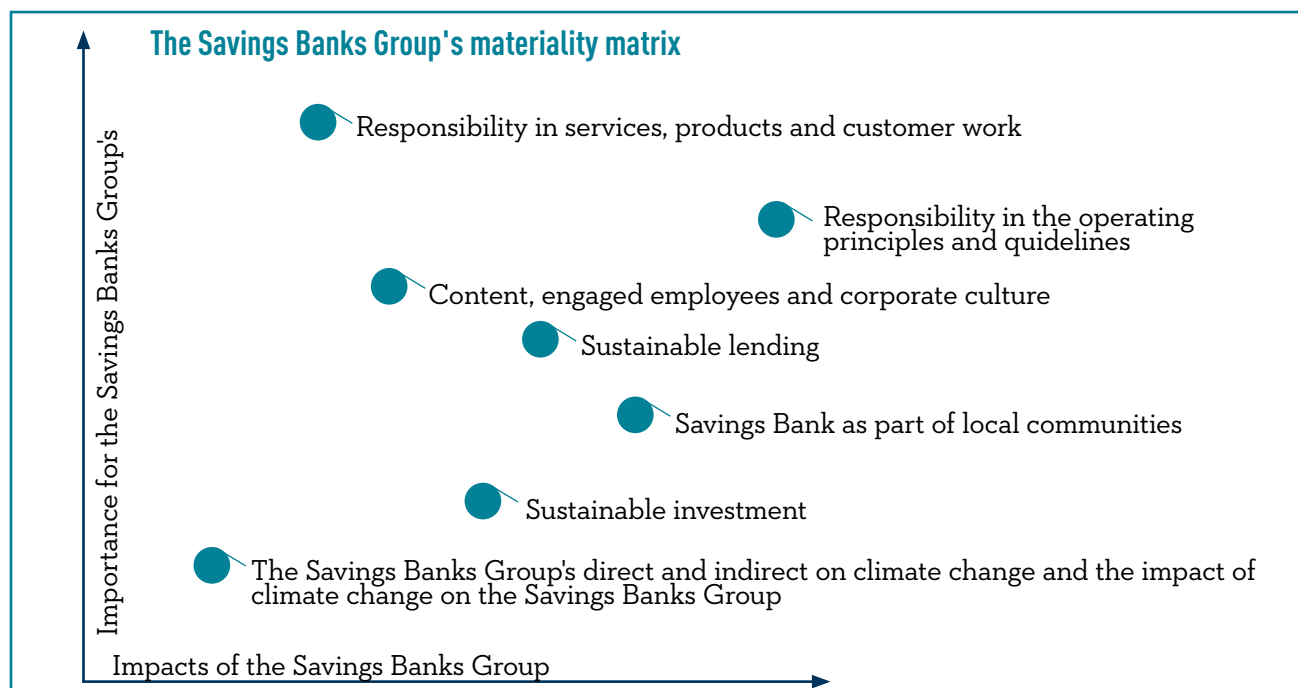 The Savings Banks Group's materiality matrix
Importance for the Savings Banks Group's
Responsibility in services, products and customer work
Responsibility in the operating
principles and quidelines
Content, engaged employees and corporate culture
Sustainable lending
Savings Bank as part of local communities
Sustainable investment
The Savings Banks Group's direct and indirect on climate change and the impact of
climate change on the Savings Banks Group
Impacts of the Savings Banks Group